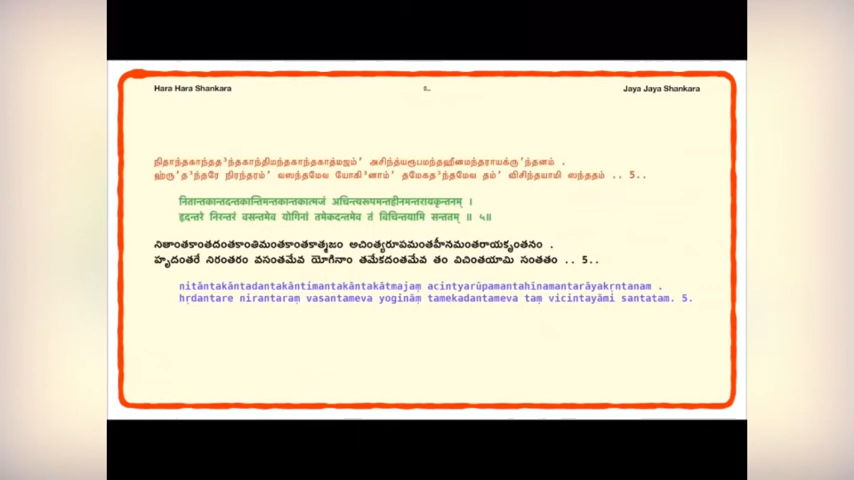 Hara Hara Shankara
Jaya Jaya Shankara
நிதாந்தகாந்தத³ந்தகாந்திமந்தகாந்தகாத்மஜம்ʼ அசிந்த்யரூபமந்தஹீனமந்தராயக்ருʼந்தனம் .
ஹ்ருʼத³ந்தரே நிரந்தரம்ʼ வஸந்தமேவ யோகி³னாம்ʼ தமேகத³ந்தமேவ தம்ʼ விசிந்தயாமி ஸந்ததம் .. 5..
नितान्तकान्तदन्तकान्तिमन्तकान्तकात्मजं अचिन्त्यरूपमन्तहीनमन्तरायकृन्तनम् ।
हृदन्तरे निरन्तरं वसन्तमेव योगिनां तमेकदन्तमेव तं विचिन्तयामि सन्ततम् ॥ ५॥
నితాంతకాంతదంతకాంతిమంతకాంతకాత్మజం అచింత్యరూపమంతహీనమంతరాయకృంతనం .
హృదంతరే నిరంతరం వసంతమేవ యోగినాం తమేకదంతమేవ తం విచింతయామి సంతతం .. 5..
nitāntakāntadantakāntimantakāntakātmajaṃ acintyarūpamantahīnamantarāyakṛntanam .
hṛdantare nirantaraṃ vasantameva yogināṃ tamekadantameva taṃ vicintayāmi santatam. 5.